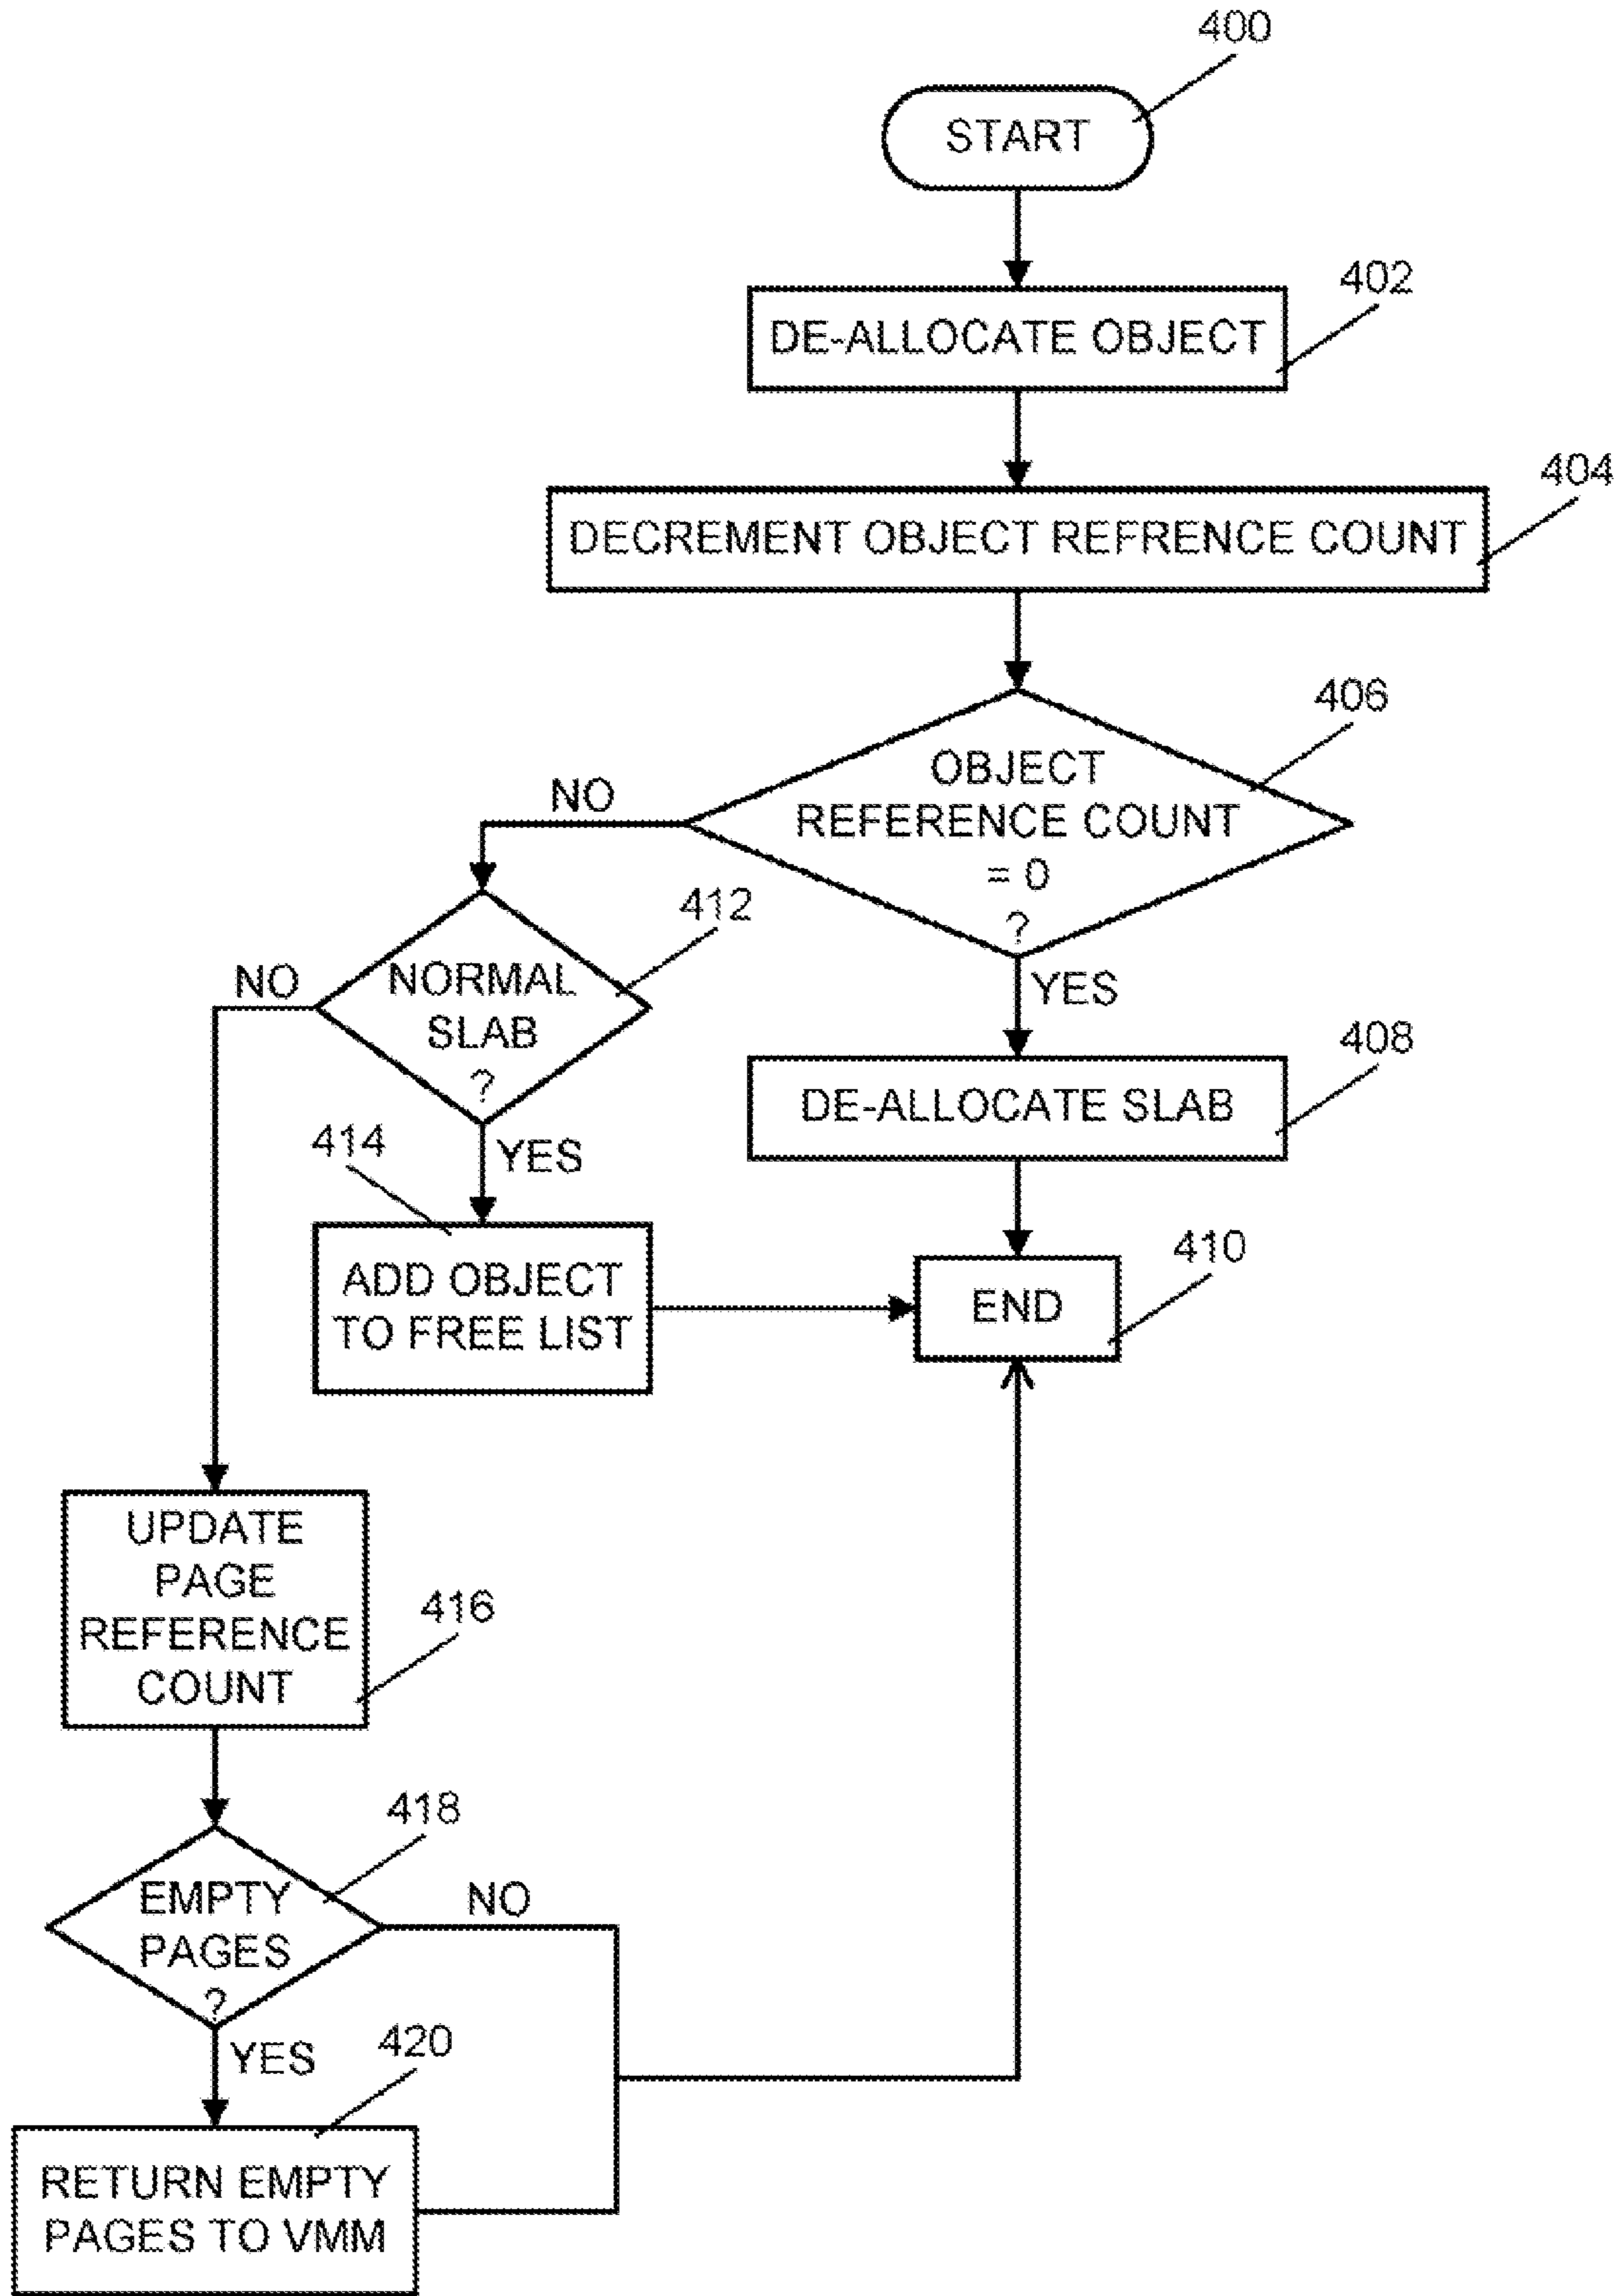 400
START
402
DE-ALLOCATE OBJECT
404
DECREMENT OBJECT REFRENCE COUNT
406
OBJECT
REFERENCE COUNT
= 0
?
NO
YES
412
NORMAL
SLAB
?
NO
YES
408
DE-ALLOCATE SLAB
414
ADD OBJECT
TO FREE LIST
410
END
UPDATE
PAGE
REFERENCE
COUNT
416
418
EMPTY
PAGES
?
NO
YES
420
RETURN EMPTY
PAGES TO VMM